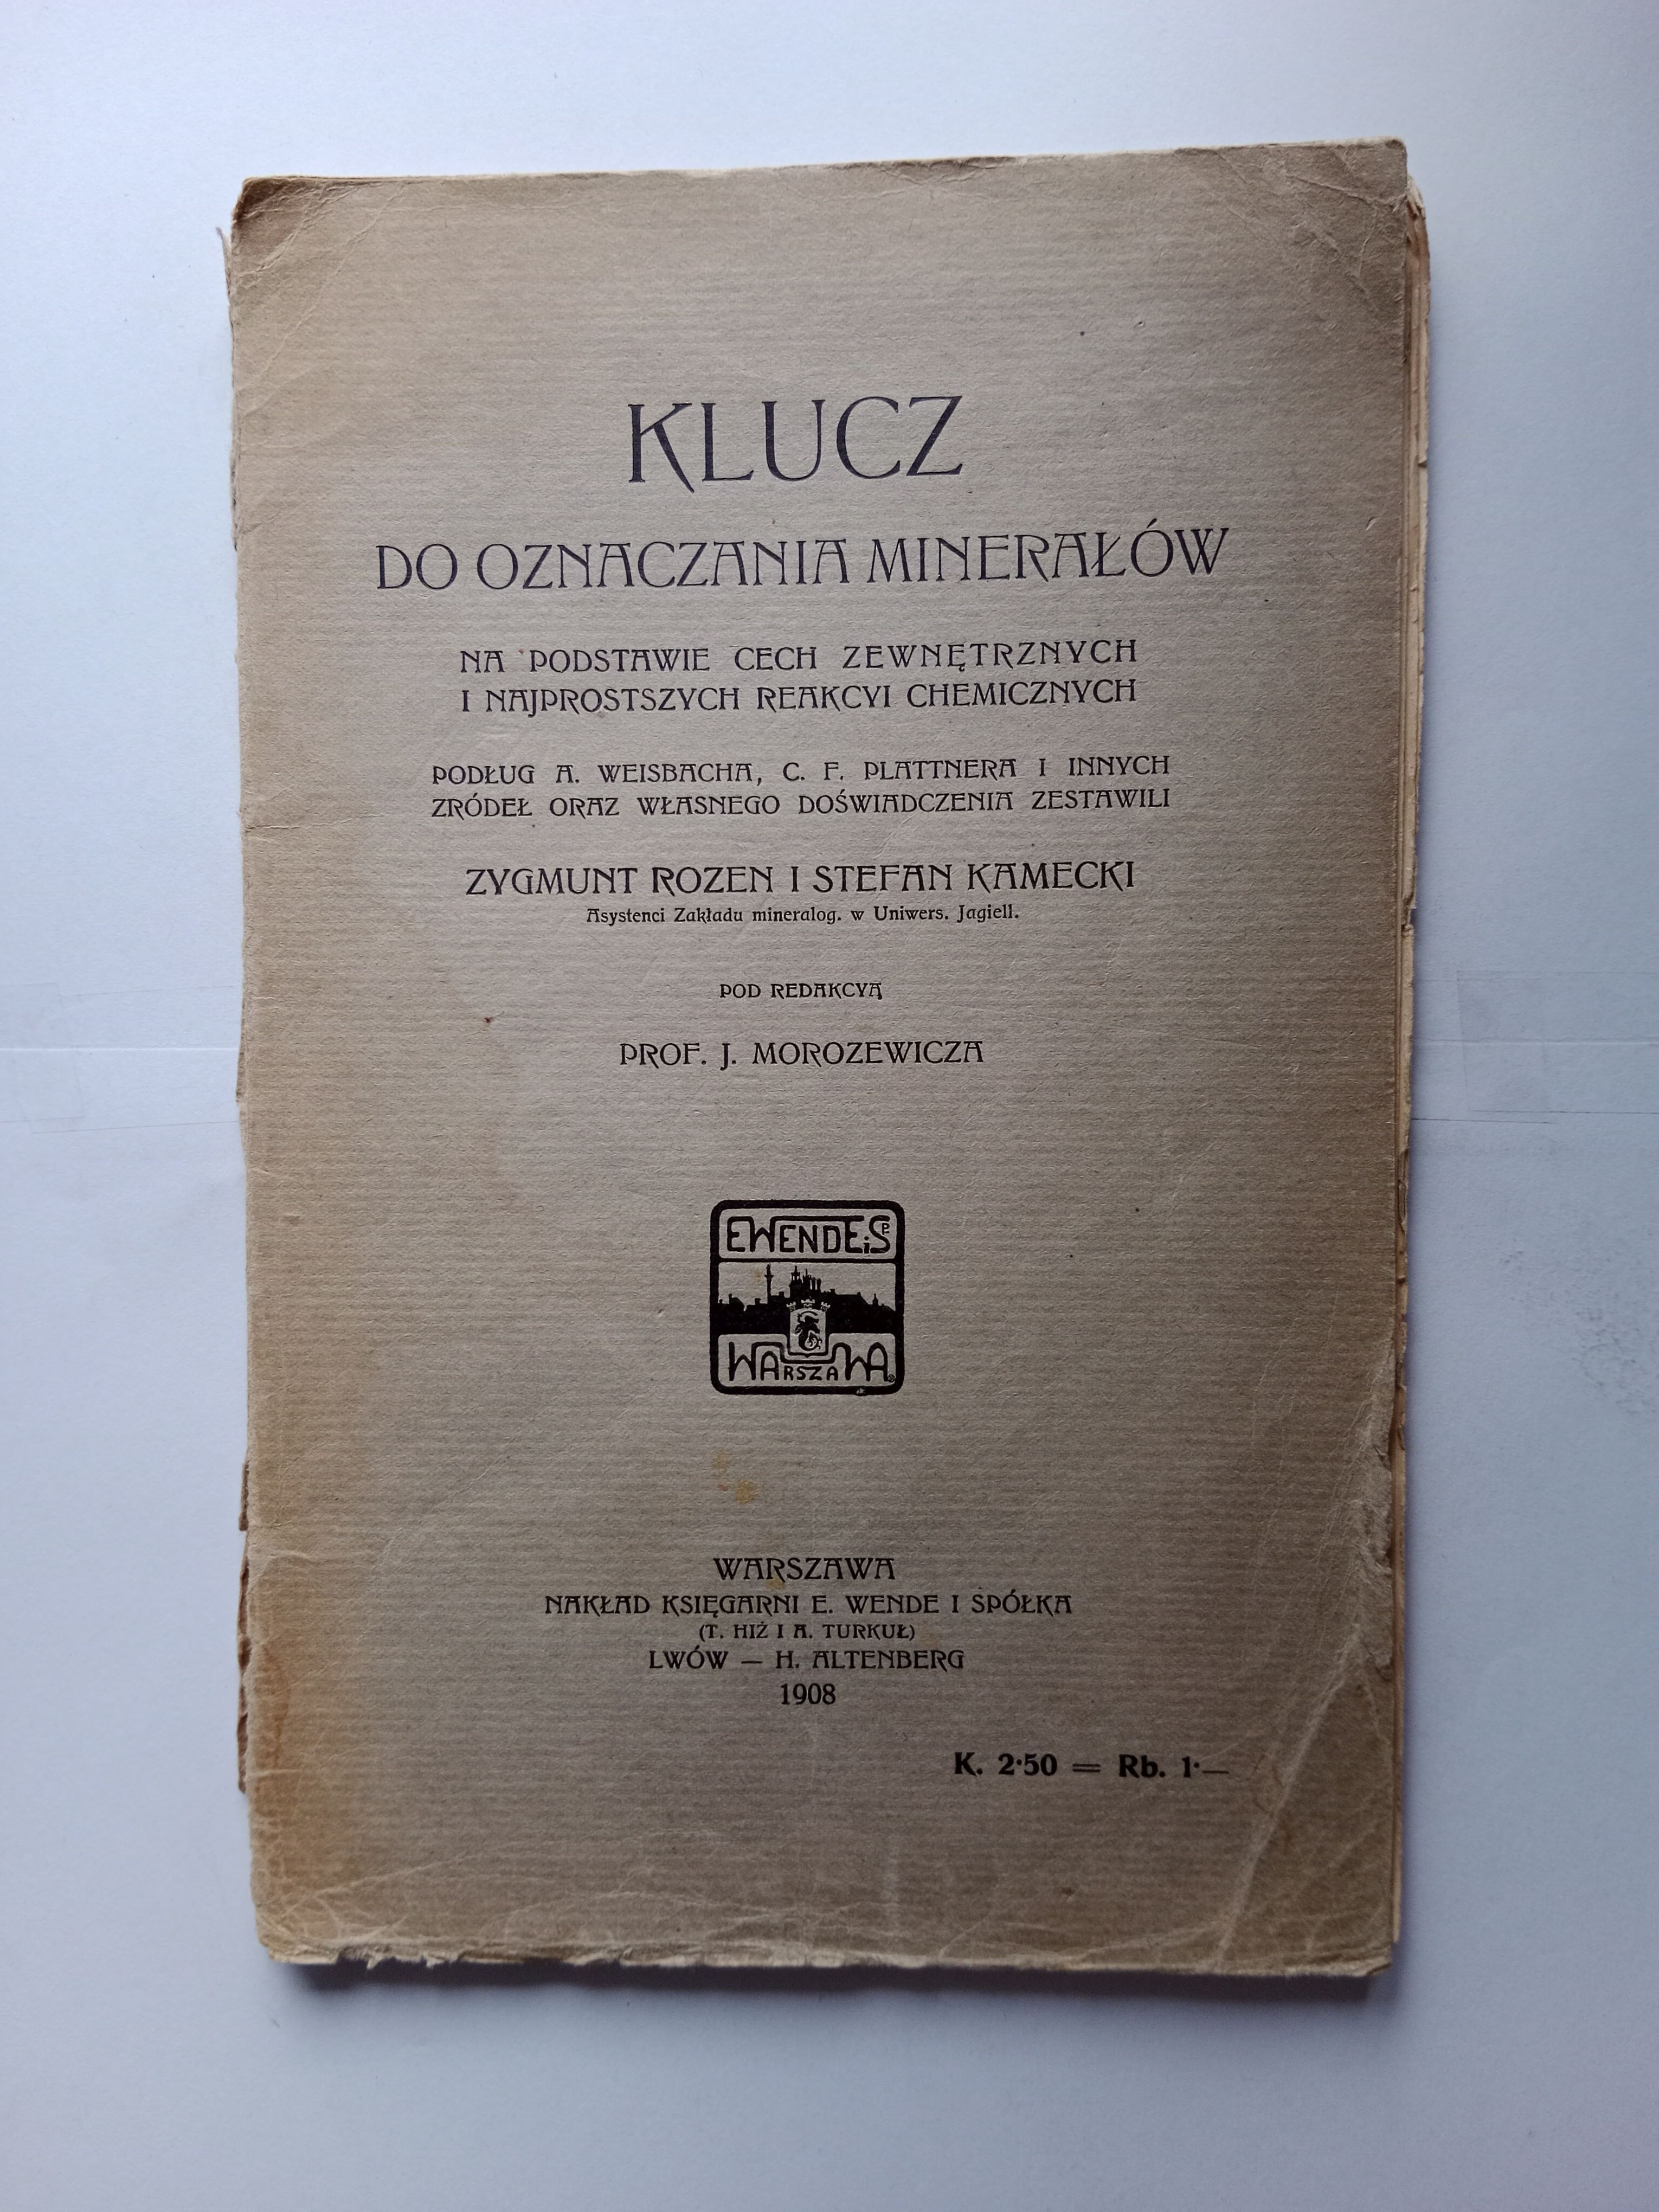 KLUCZ
DO OZNACZANIA MINERAŁÓW
NA PODSTAWIE CECH ZEWNĘTRZNYCH
I NAJPROSTSZYCH REAKCYI CHEMICZNYCH
PODŁUG A. WEISBACHA, C. F. PLATTNERA I INNYCH
ZRÓDEŁ ORAZ WŁASNEGO DOŚWIADCZENIA ZESTAWILI
ZYGMUNT ROZEN I STEFAN KAMECKI
Asystenci Zakładu mineralog. w Uniwers. Jagiell.
POD REDAKCYĄ
PROF. J. MOROZEWICZA
E WENDE i SP
WARSZAWA
WARSZAWA
NAKŁAD KSIĘGARNI E. WENDE I SPÓŁKA
(T. HIŻ I A. TURKUŁ)
LWÓW — H. ALTENBERG
1908
K. 2·50 = Rb. 1·—